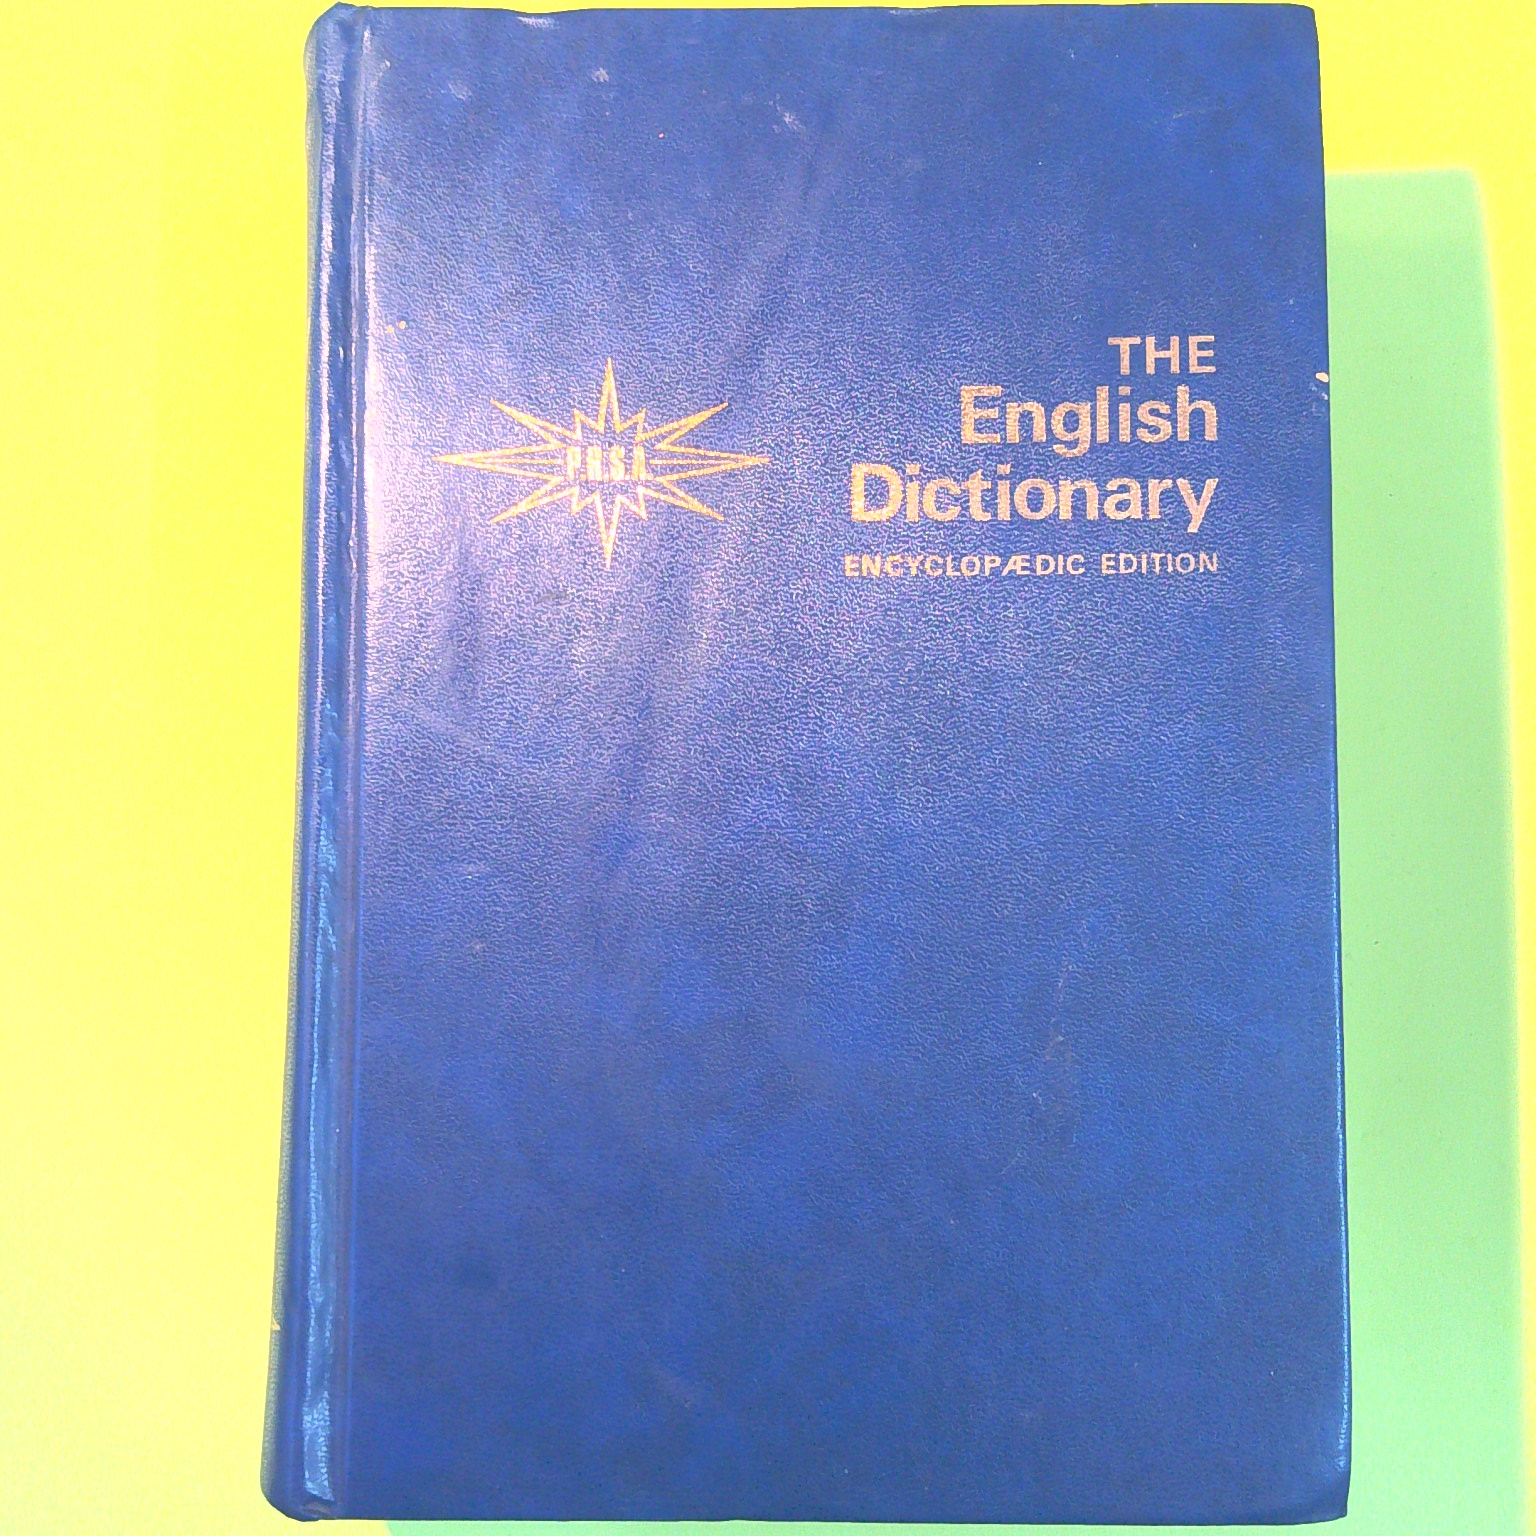 PRSA
THE
English
Dictionary
ENCYCLOPÆDIC EDITION